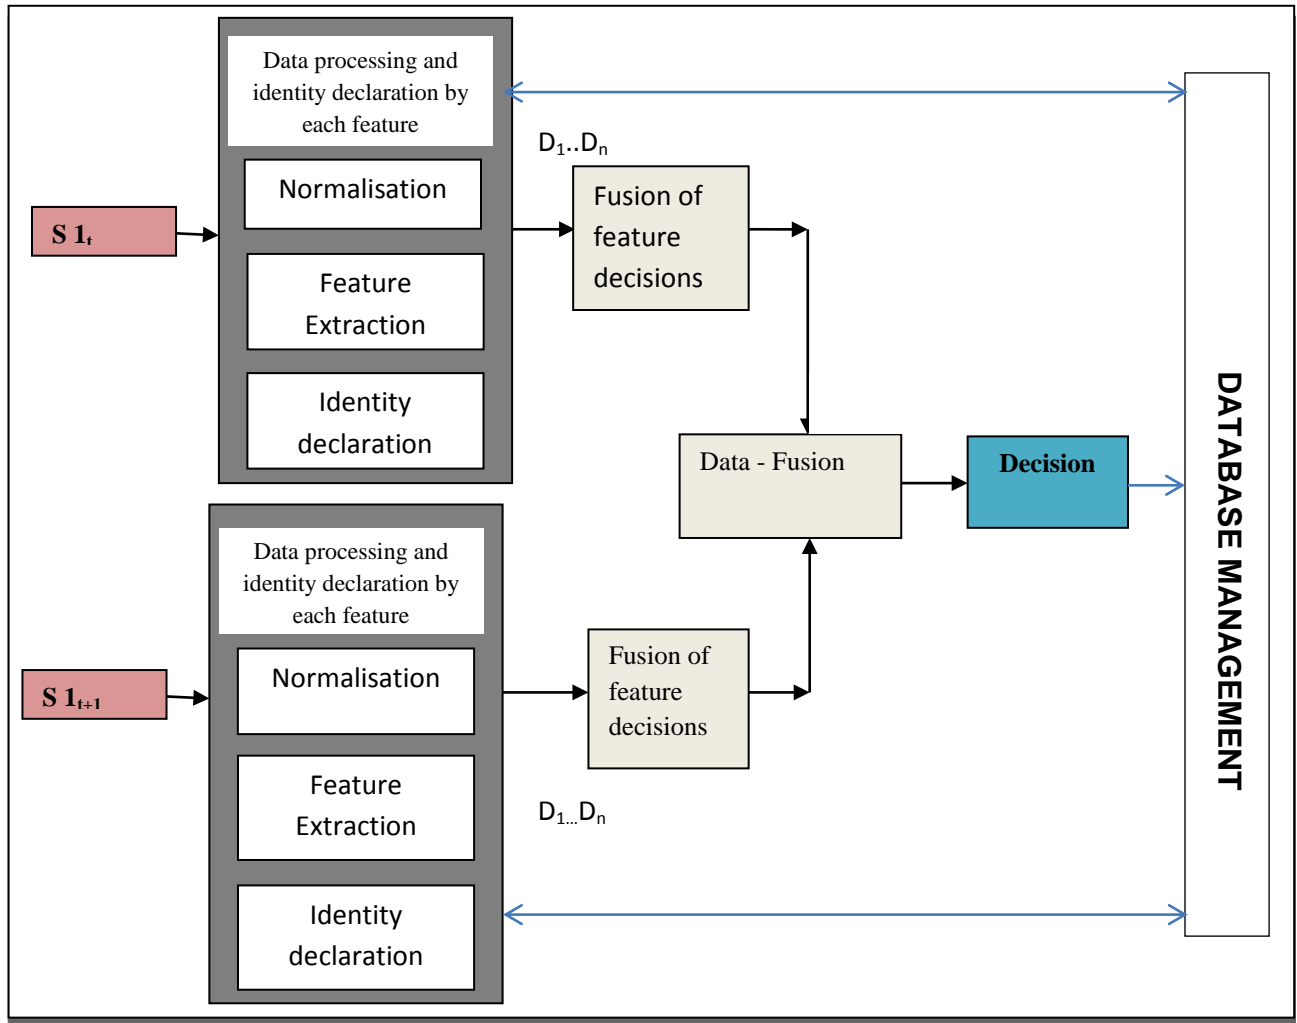 Data processing and
identity declaration by
each feature
Normalisation
Feature
Extraction
Identity
declaration
S 1t
D1..Dn
Fusion of
feature
decisions
Data - Fusion
Decision
DATABASE MANAGEMENT
Data processing and
identity declaration by
each feature
Normalisation
Feature
Extraction
Identity
declaration
S 1t+1
Fusion of
feature
decisions
D1...Dn